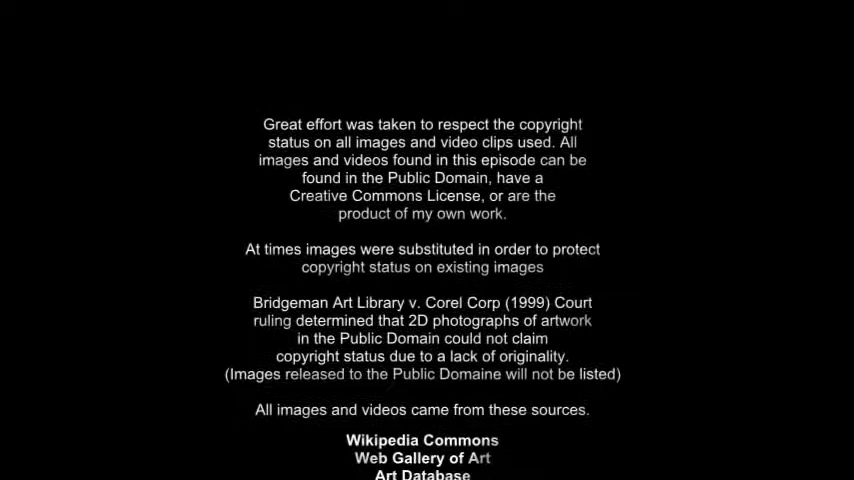 Great effort was taken to respect the copyright
status on all images and video clips used. All
images and videos found in this episode can be
found in the Public Domain, have a
Creative Commons License, or are the
product of my own work.
At times images were substituted in order to protect
copyright status on existing images
Bridgeman Art Library v. Corel Corp (1999) Court
ruling determined that 2D photographs of artwork
in the Public Domain could not claim
copyright status due to a lack of originality.
(Images released to the Public Domaine will not be listed)
All images and videos came from these sources.
Wikipedia Commons
Web Gallery of Art
Art Database